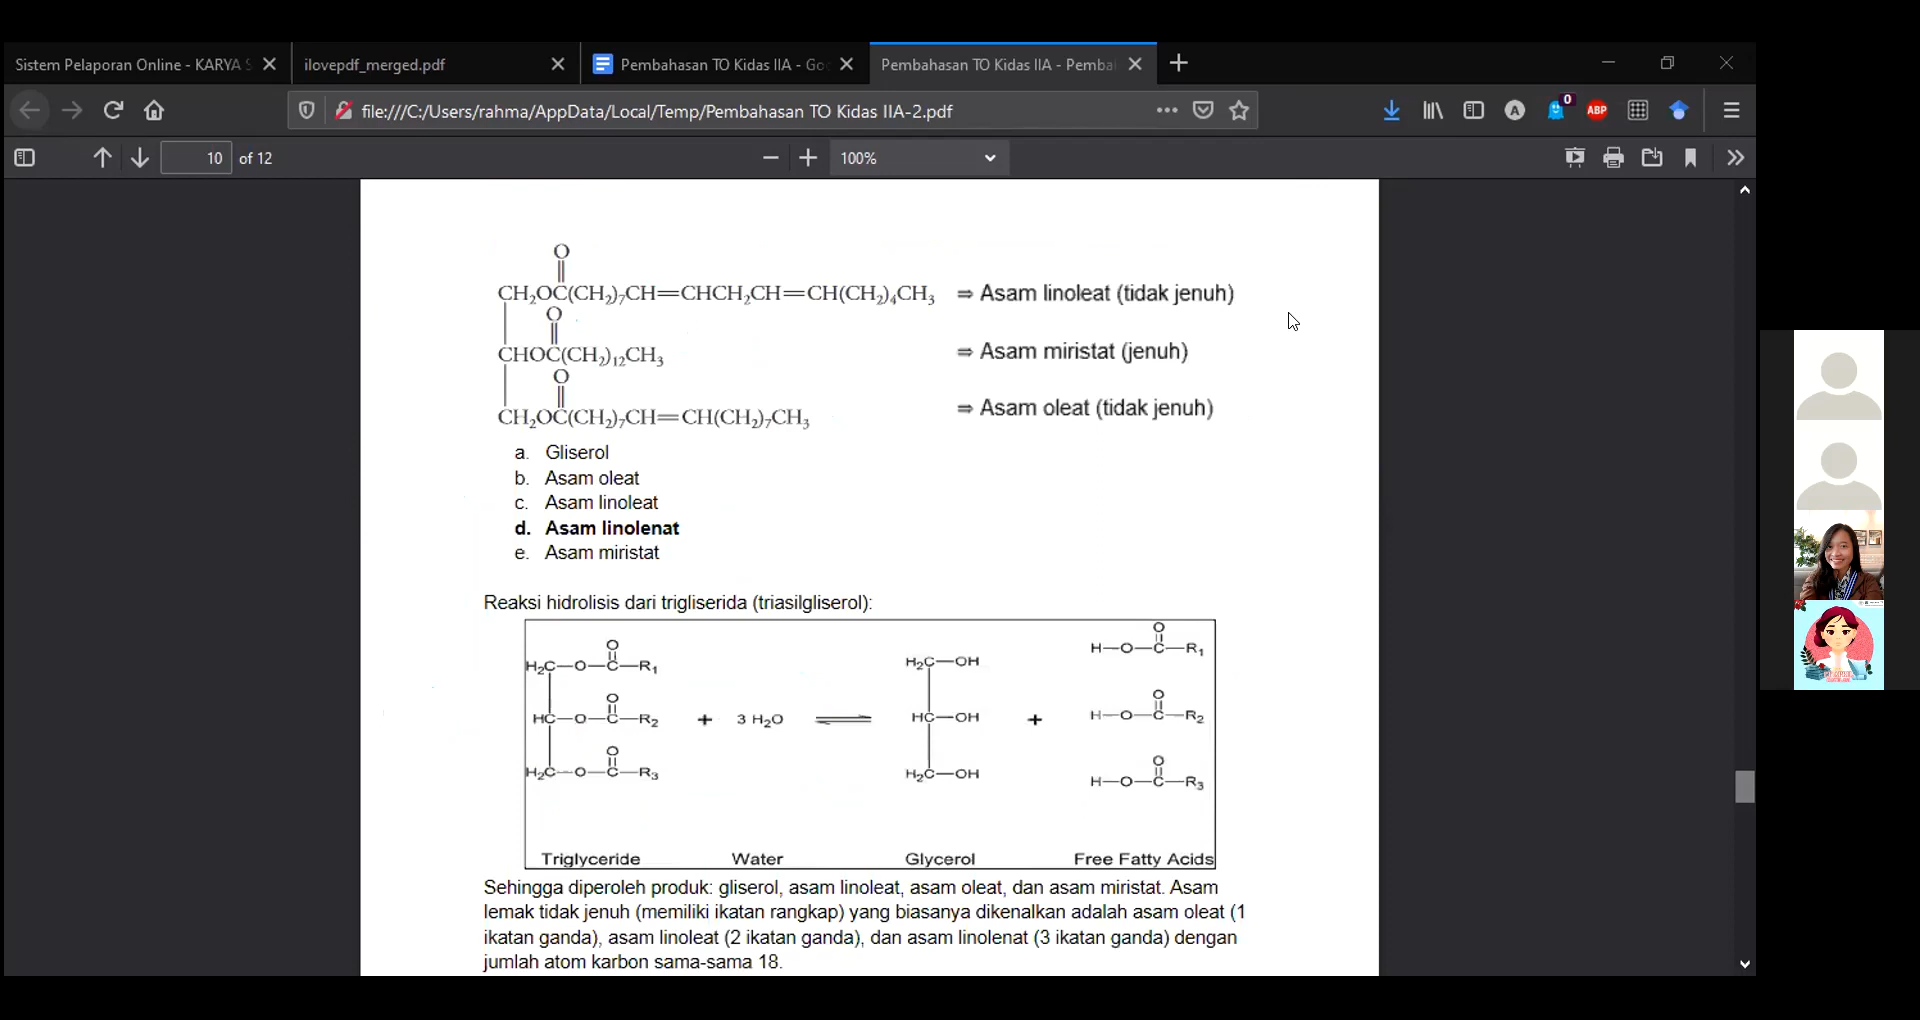 Sistem Pelaporan Online - KARYA S
ilovepdf_merged.pdf
Pembahasan TO Kidas IIA - Goo
Pembahasan TO Kidas IIA - Pemba
file:///C:/Users/rahma/AppData/Local/Temp/Pembahasan TO Kidas IIA-2.pdf
0
A
ABP
10 of 12
100%
O
CH₂OC(CH₂)₇CH=CHCH₂CH=CH(CH₂)₄CH₃ ⇒ Asam linoleat (tidak jenuh)
O
CHOC(CH₂)₁₂CH₃ ⇒ Asam miristat (jenuh)
O
CH₂OC(CH₂)₇CH=CH(CH₂)₇CH₃ ⇒ Asam oleat (tidak jenuh)
a. Gliserol
b. Asam oleat
c. Asam linoleat
d. Asam linolenat
e. Asam miristat
Reaksi hidrolisis dari trigliserida (triasilgliserol):
O
H₂C—O—C—R₁
O
HC—O—C—R₂
O
H₂C—O—C—R₃
+ 3 H₂O
H₂C—OH
HC—OH
H₂C—OH
+
O
H—O—C—R₁
O
H—O—C—R₂
O
H—O—C—R₃
Triglyceride Water Glycerol Free Fatty Acids
Sehingga diperoleh produk: gliserol, asam linoleat, asam oleat, dan asam miristat. Asam
lemak tidak jenuh (memiliki ikatan rangkap) yang biasanya dikenalkan adalah asam oleat (1
ikatan ganda), asam linoleat (2 ikatan ganda), dan asam linolenat (3 ikatan ganda) dengan
jumlah atom karbon sama-sama 18.